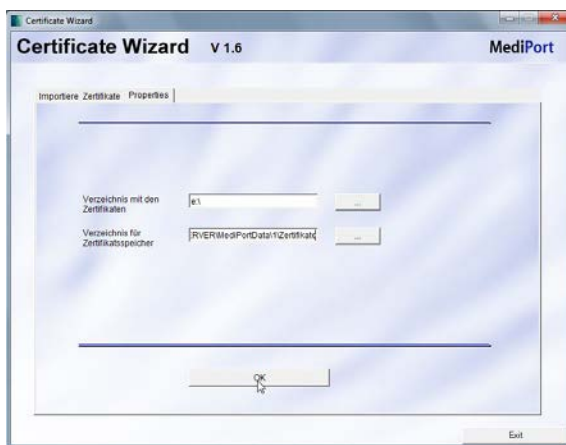 Certificate Wizard
Certificate Wizard V 1.6
MediPort
Importiere Zertifikate Properties
Verzeichnis mit den
Zertifikaten
e:\
...
Verzeichnis für
Zertifikatsspeicher
RVER\MediPortData\1\Zertifikate
...
OK
Exit